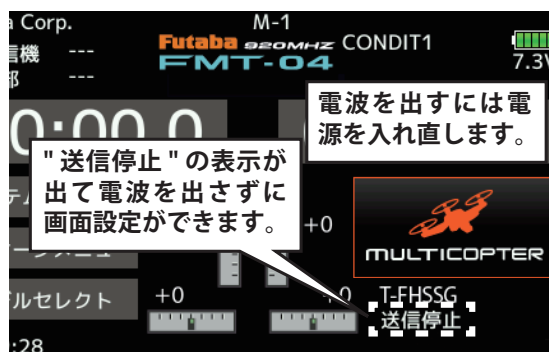 a Corp.
M-1
信機 ---
部 ---
Futaba 920MHZ
FMT-04
CONDIT1
7.3V
電波を出すには電
源を入れ直します。
"送信停止"の表示が
出て電波を出さずに
画面設定ができます。
+0
MULTICOPTER
デルセレクト
+0
+0
T-FHSSG
送信停止
:28